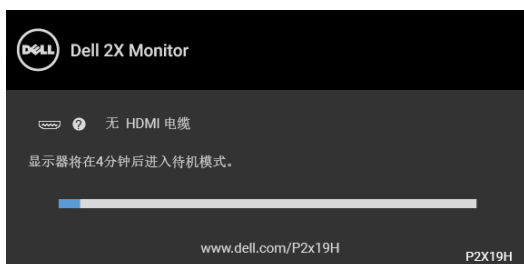 DELL
Dell 2X Monitor
? 无 HDMI 电缆
显示器将在4分钟后进入待机模式。
www.dell.com/P2x19H
P2X19H